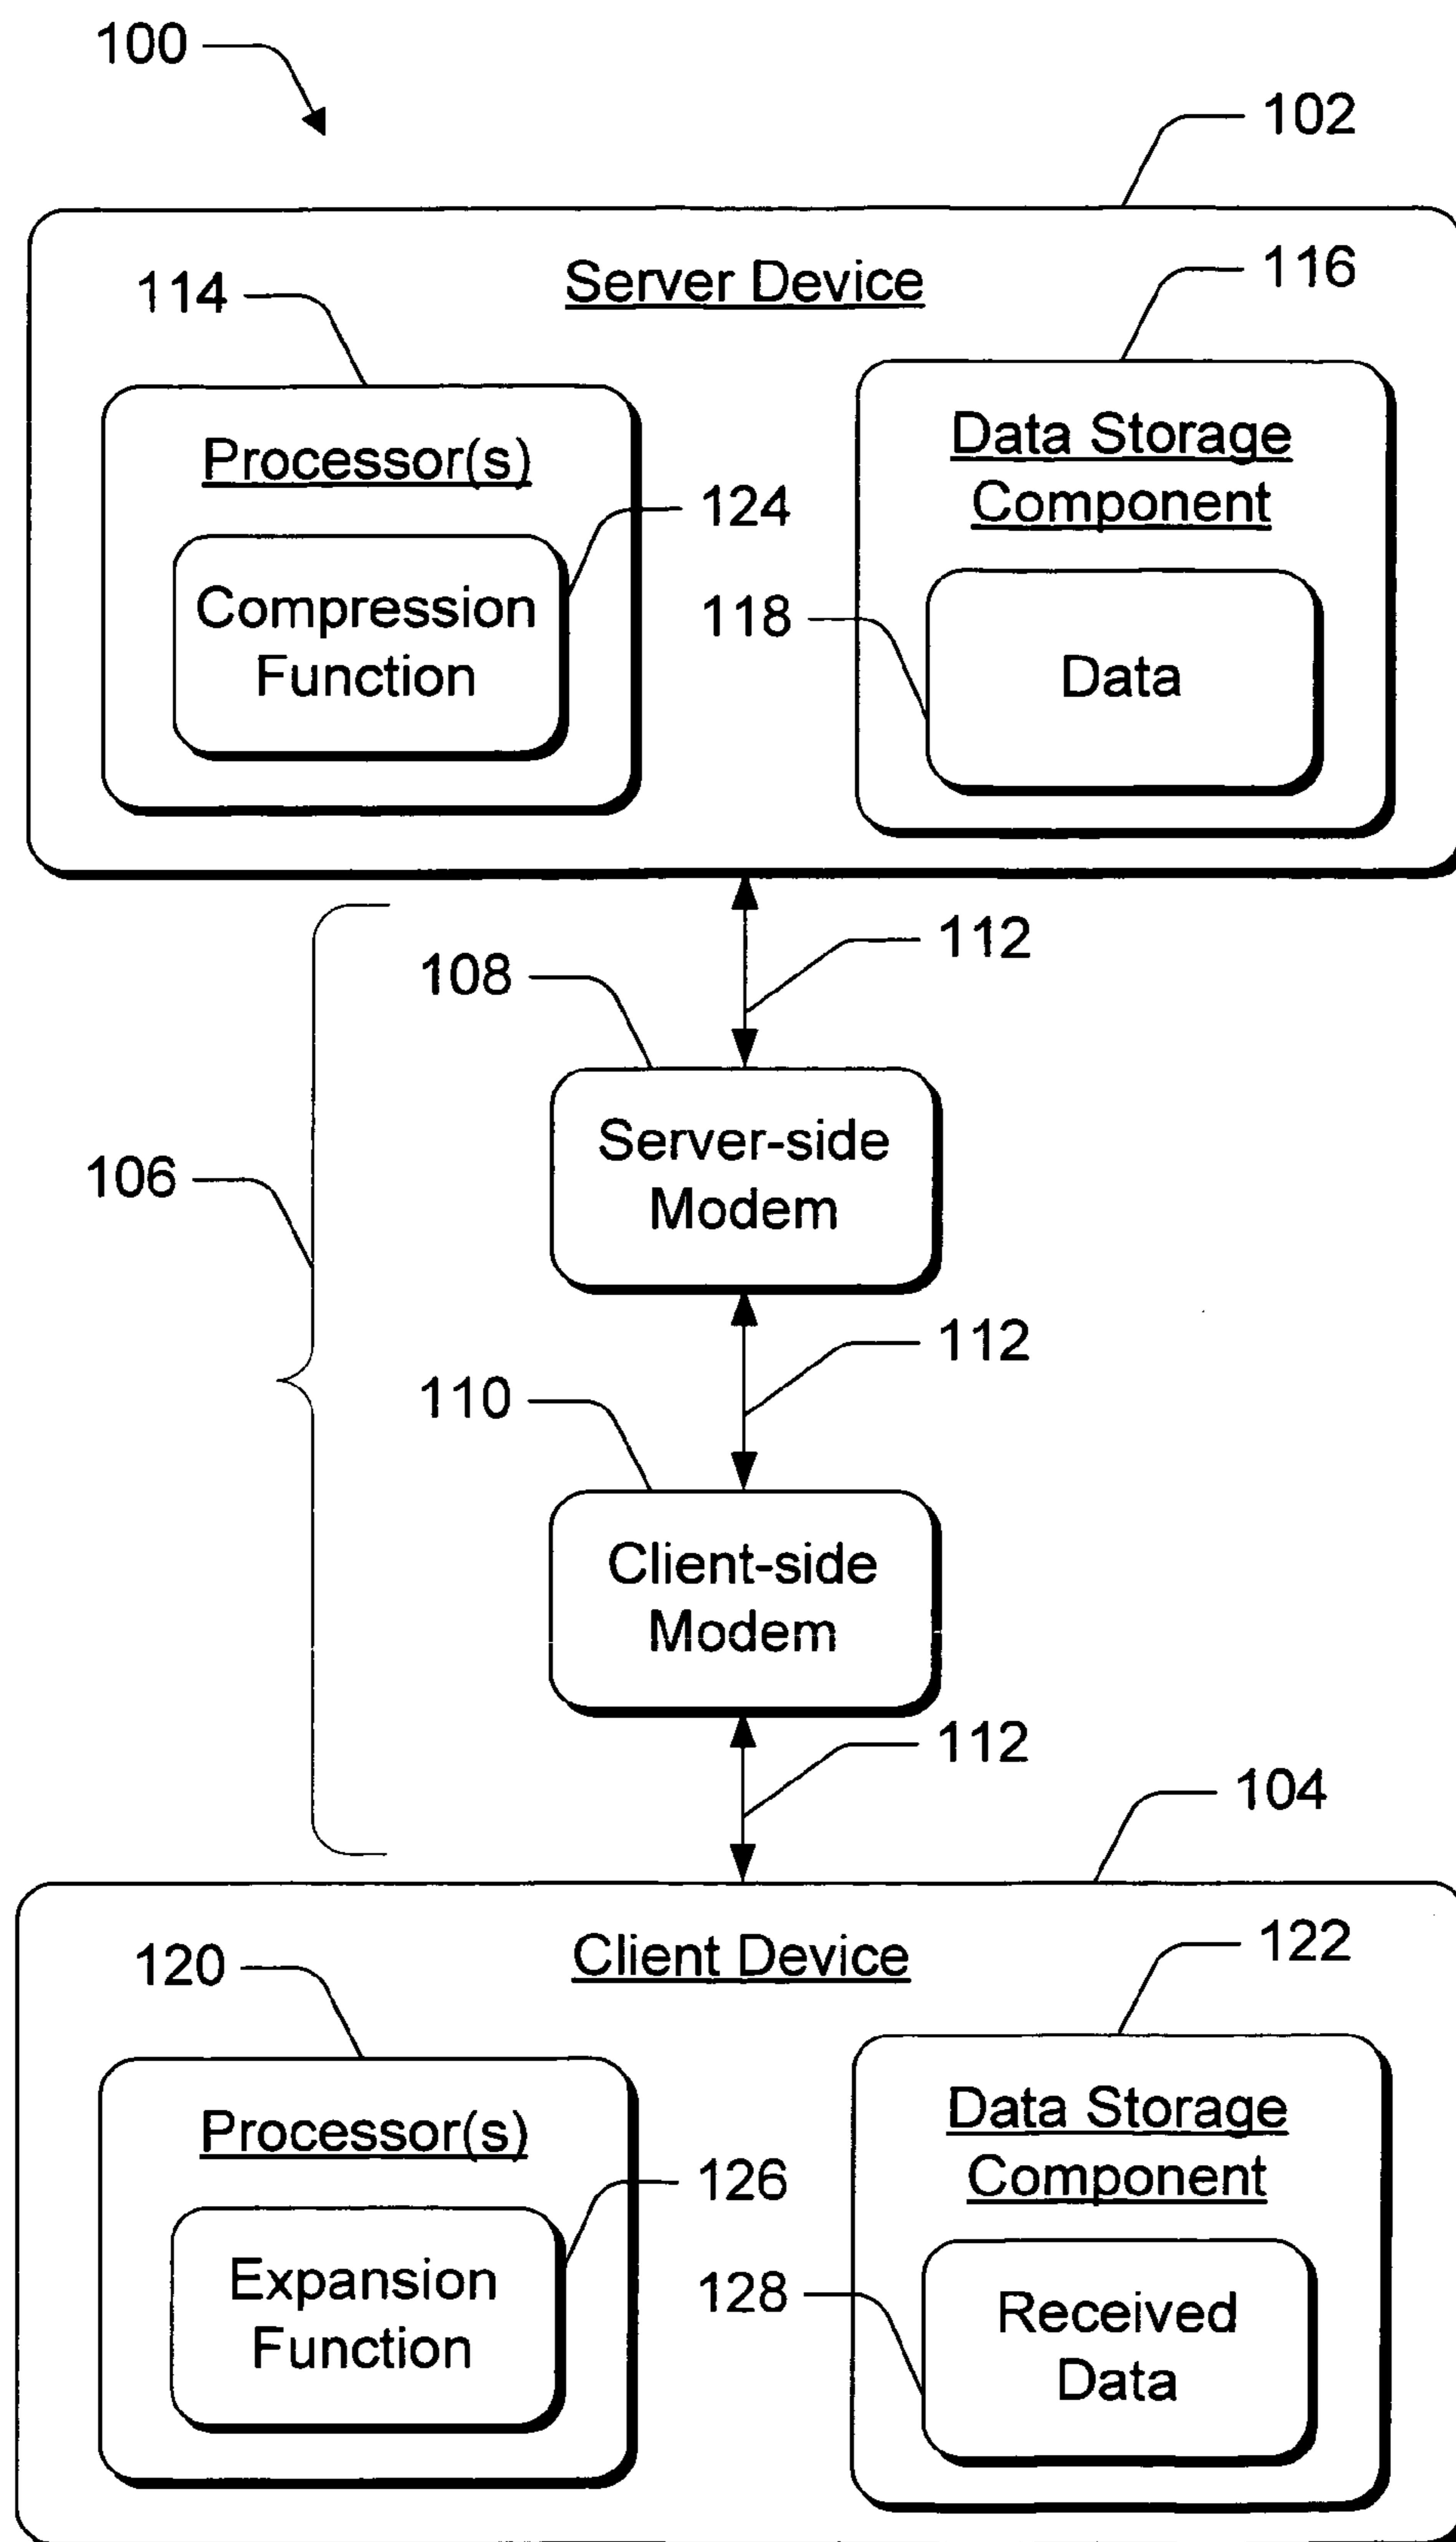 100
102
Server Device
114
116
Processor(s)
Data Storage
Component
124
Compression
Function
118
Data
112
108
Server-side
Modem
106
112
110
Client-side
Modem
112
104
Client Device
120
122
Processor(s)
Data Storage
Component
126
Expansion
Function
128
Received
Data